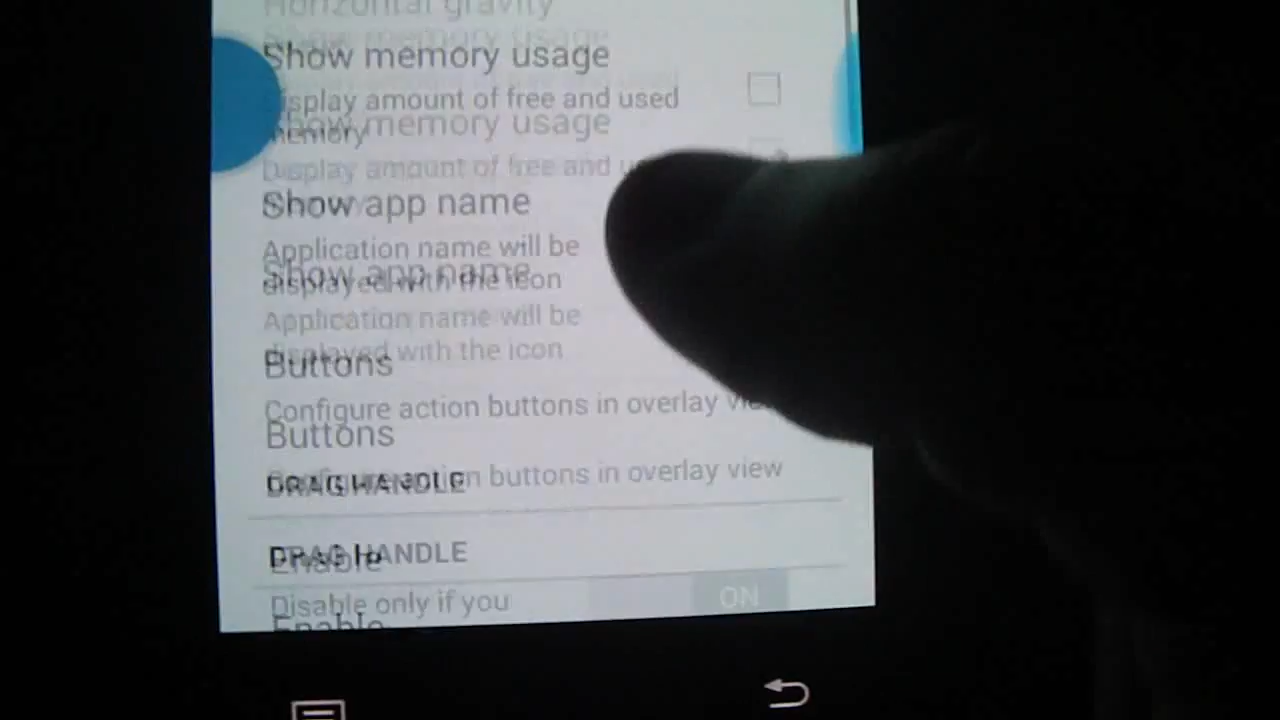 Horizontal gravity
Show memory usage
Display amount of free and used
memory
Show memory usage
Display amount of free and
Show app name
Application name will be
displayed with the icon
Show app name
Application name will be
displayed with the icon
Buttons
Configure action buttons in overlay view
Buttons
Configure action buttons in overlay view
DRAG HANDLE
DRAG HANDLE
Enable
ON
Disable only if you
Enable